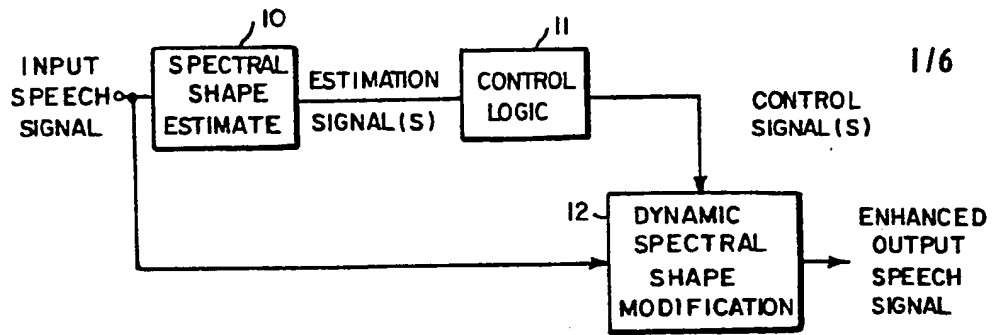 10
11
1/6
INPUT
SPEECH
SIGNAL
SPECTRAL
SHAPE
ESTIMATE
ESTIMATION
SIGNAL(S)
CONTROL
LOGIC
CONTROL
SIGNAL(S)
12
DYNAMIC
SPECTRAL
SHAPE
MODIFICATION
ENHANCED
OUTPUT
SPEECH
SIGNAL